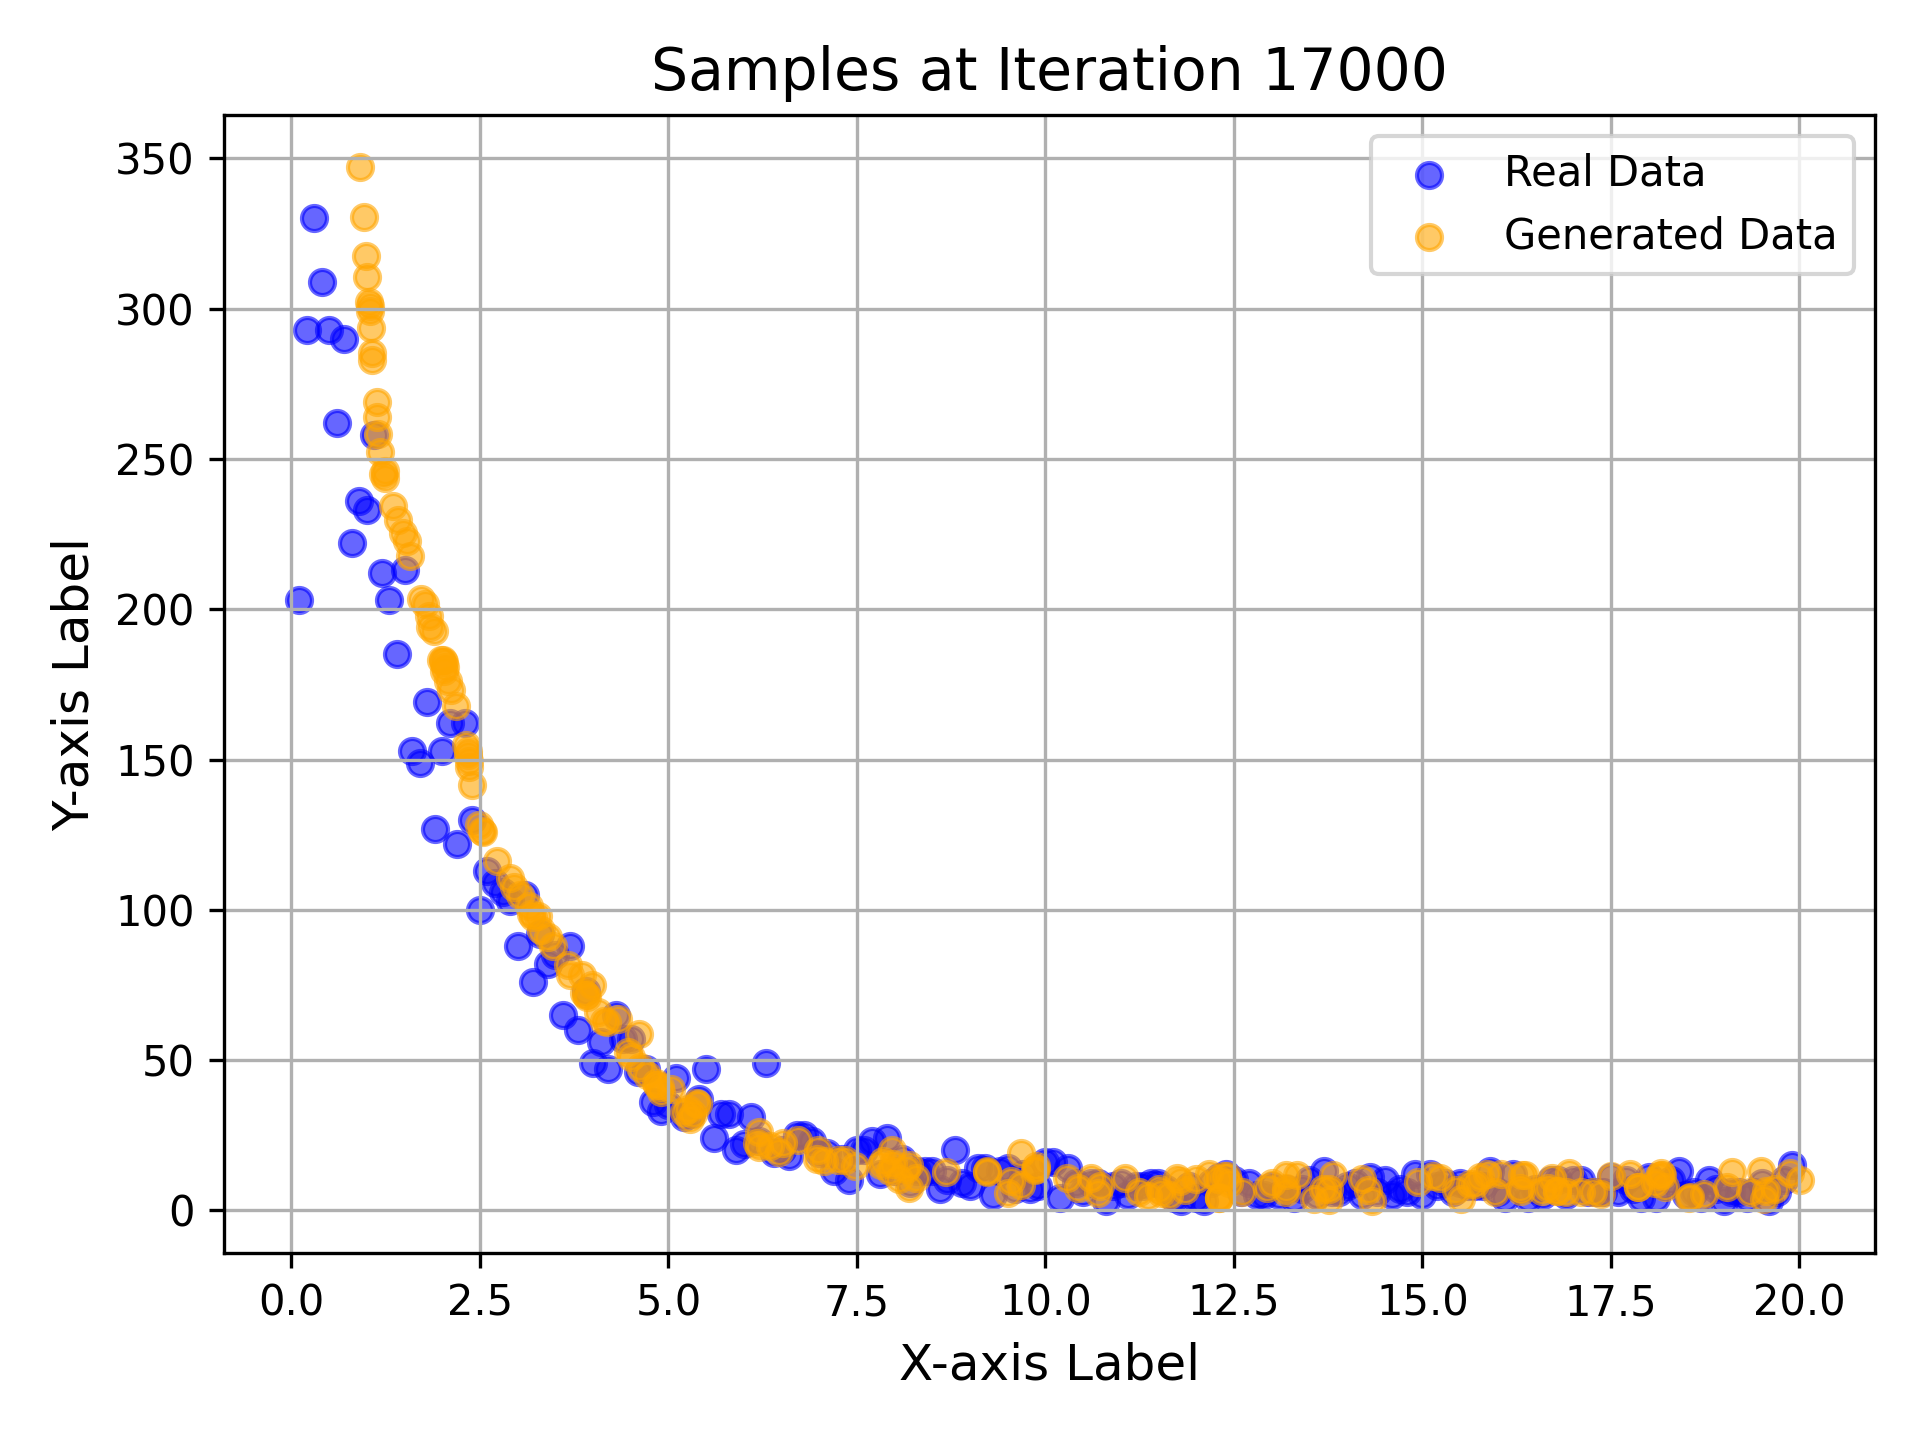 Samples at Iteration 17000
Real Data
Generated Data
350
300
250
200
150
100
50
0
Y-axis Label
0.0 2.5 5.0 7.5 10.0 12.5 15.0 17.5 20.0
X-axis Label